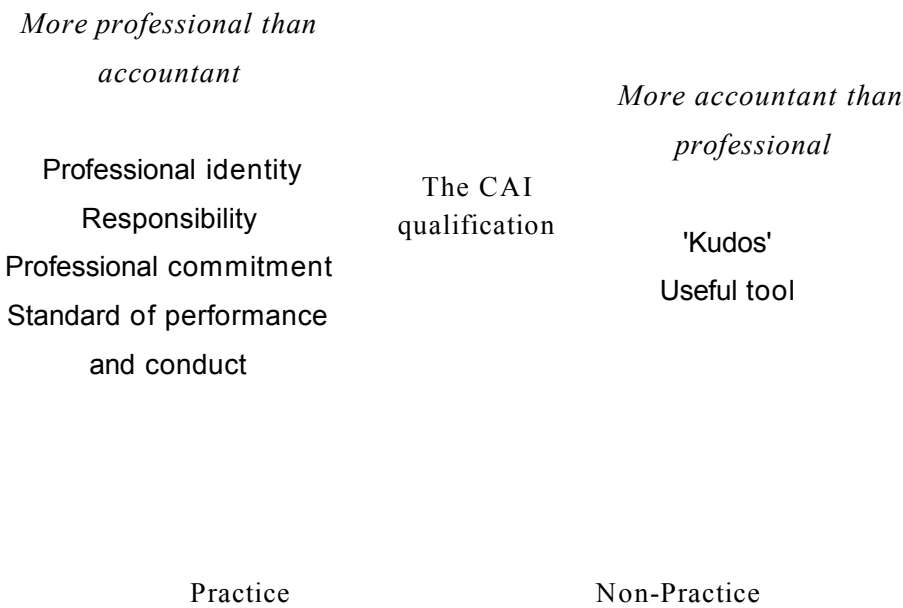 More professional than
accountant
Professional identity
Responsibility
Professional commitment
Standard of performance
and conduct
The CAI
qualification
More accountant than
professional
'Kudos'
Useful tool
Practice
Non-Practice